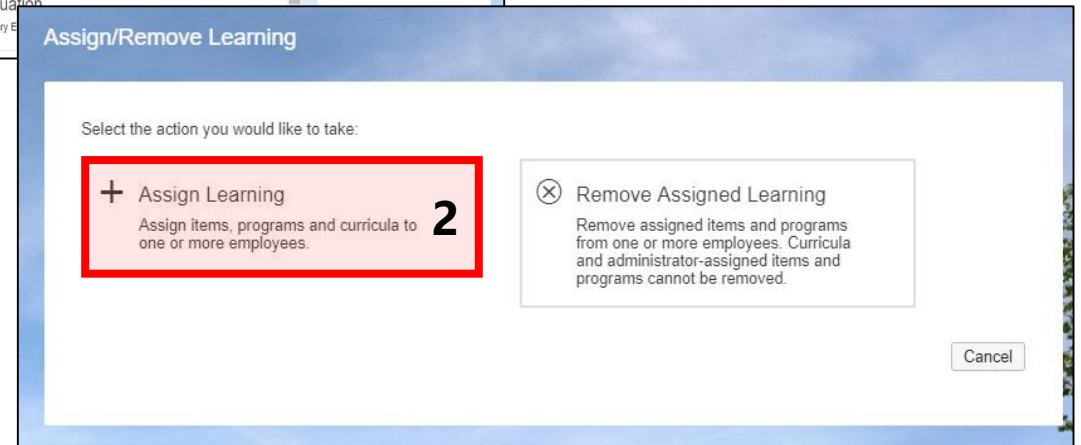 Assign/Remove Learning
Select the action you would like to take:
+ Assign Learning
Assign items, programs and curricula to
one or more employees.
2
Remove Assigned Learning
Remove assigned items and programs
from one or more employees. Curricula
and administrator-assigned items and
programs cannot be removed.
Cancel